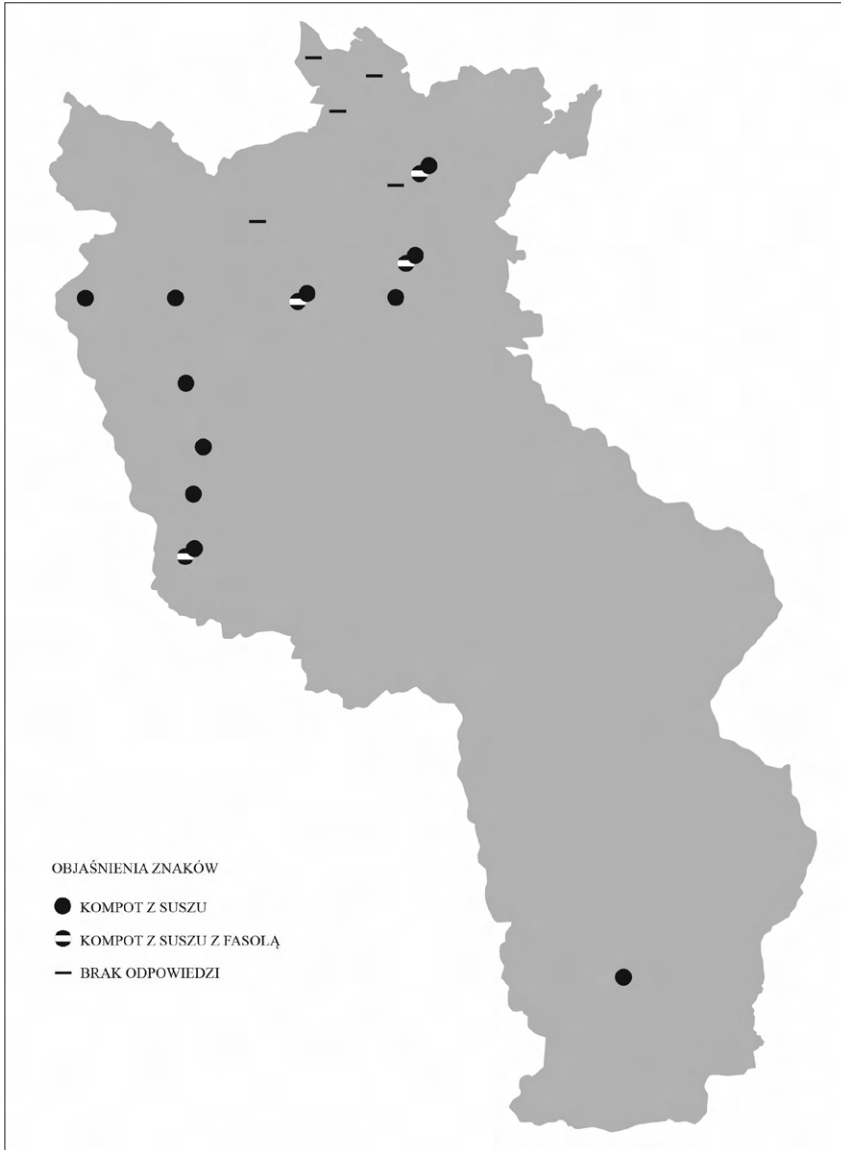 OBJAŚNIENIA ZNAKÓW
KOMPOT Z SUSZU
KOMPOT Z SUSZU Z FASOLĄ
BRAK ODPOWIEDZI